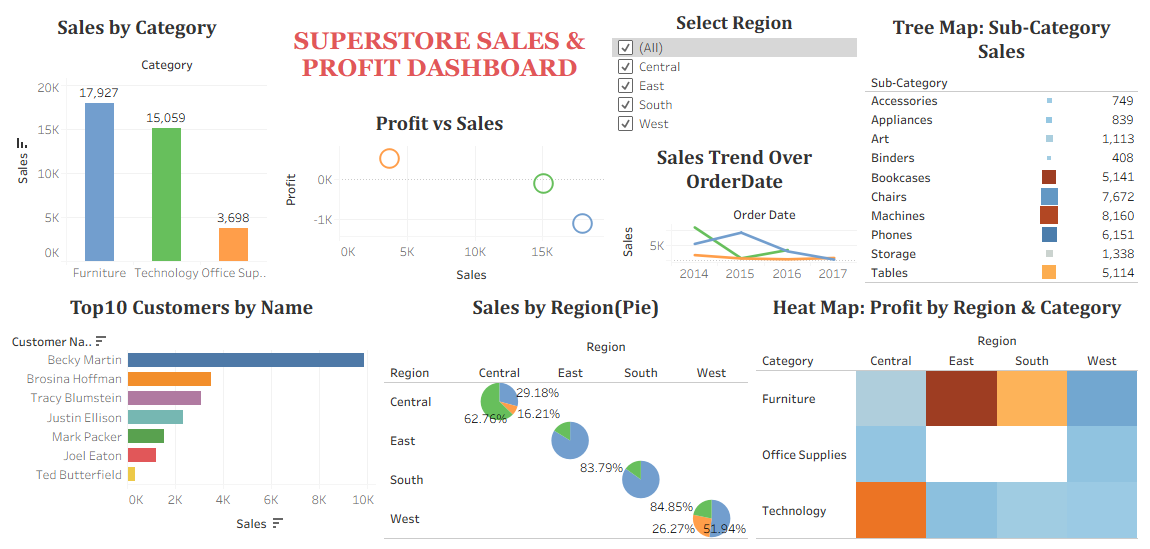 Sales by Category
Category
20K
15K
10K
5K
0K
Sales
17,927
15,059
3,698
Furniture
Technology
Office Sup..
SUPERSTORE SALES &
PROFIT DASHBOARD
Profit vs Sales
Profit
0K
-1K
0K
5K
10K
15K
Sales
Select Region
(All)
Central
East
South
West
Sales Trend Over
OrderDate
Order Date
Sales
5K
2014
2015
2016
2017
Tree Map: Sub-Category
Sales
Sub-Category
Accessories 749
Appliances 839
Art 1,113
Binders 408
Bookcases 5,141
Chairs 7,672
Machines 8,160
Phones 6,151
Storage 1,338
Tables 5,114
Top10 Customers by Name
Customer Na..
Becky Martin
Brosina Hoffman
Tracy Blumstein
Justin Ellison
Mark Packer
Joel Eaton
Ted Butterfield
0K
2K
4K
6K
8K
10K
Sales
Sales by Region(Pie)
Region
Region Central East South West
Central
29.18%
16.21%
62.76%
East
South
83.79%
West
84.85%
26.27% 51.94%
Heat Map: Profit by Region & Category
Region
Category Central East South West
Furniture
Office Supplies
Technology